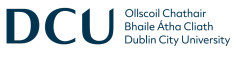 DCU
Ollscoil Chathair
Bhaile Átha Cliath
Dublin City University